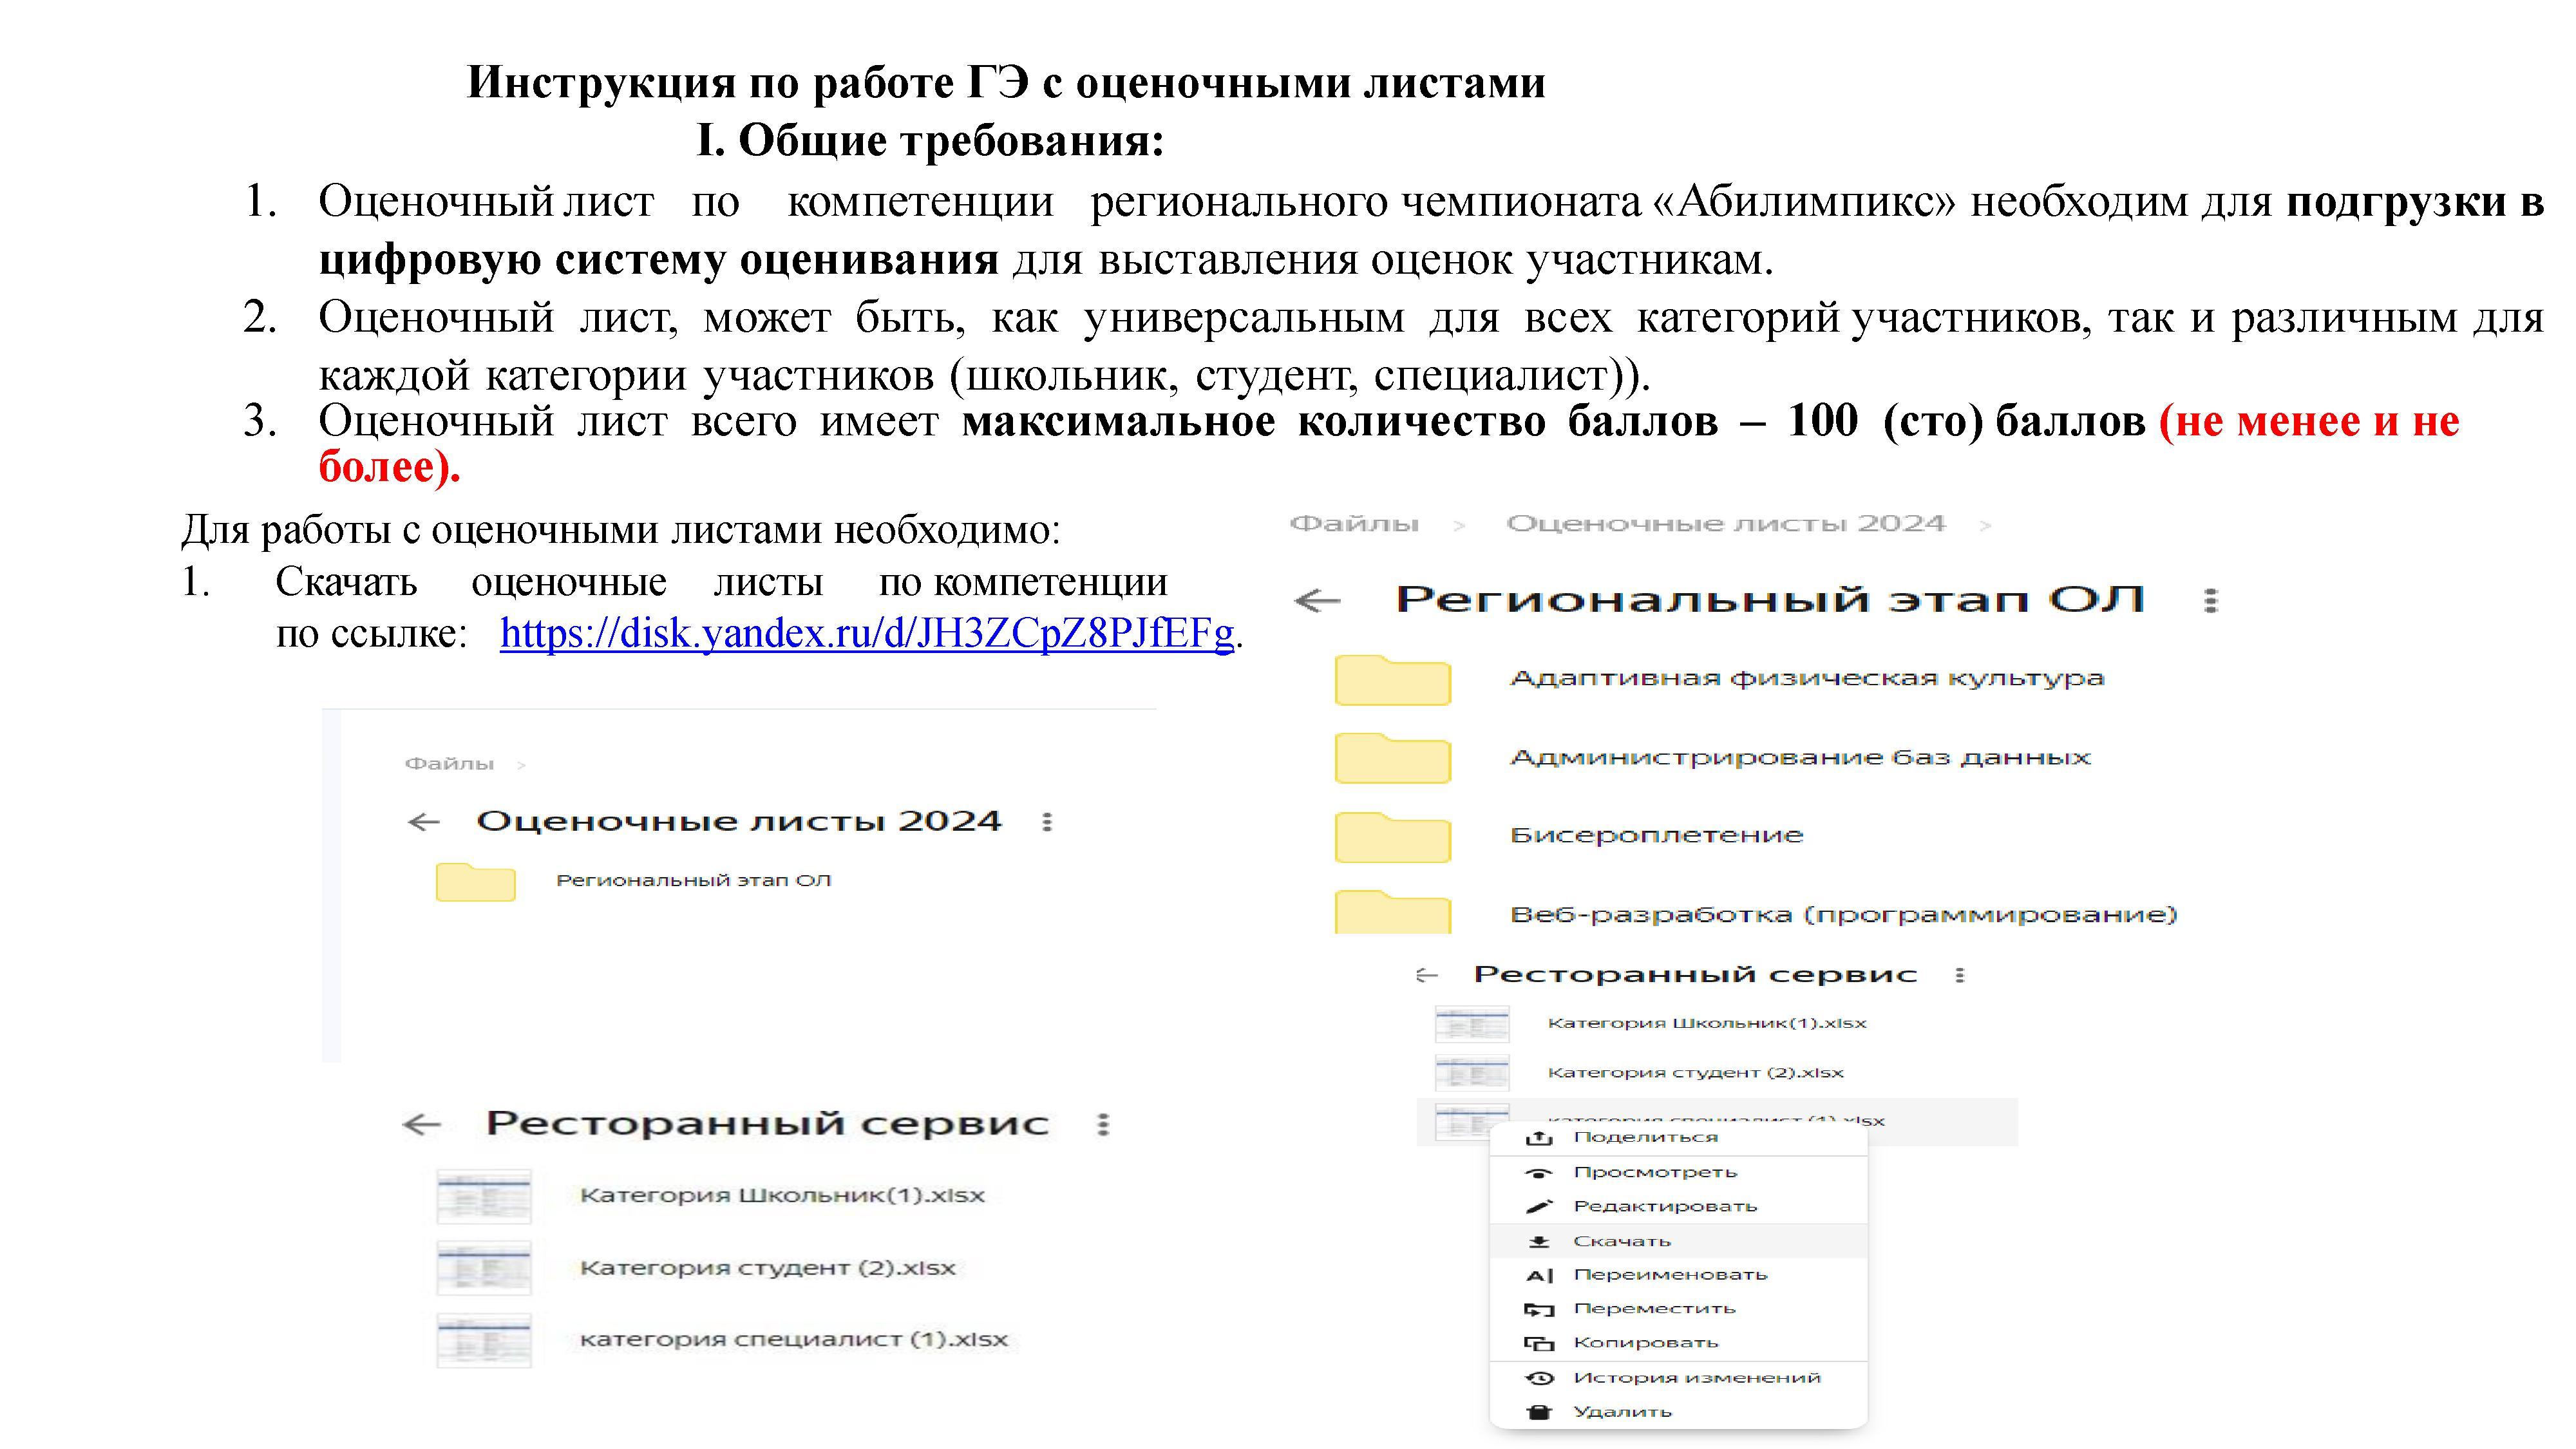 Инструкция по работе ГЭ с оценочными листами
I. Общие требования:
1. Оценочный лист по компетенции регионального чемпионата «Абилимпикс» необходим для подгрузки в
цифровую систему оценивания для выставления оценок участникам.
2. Оценочный лист, может быть, как универсальным для всех категорий участников, так и различным для
каждой категории участников (школьник, студент, специалист)).
3. Оценочный лист всего имеет максимальное количество баллов – 100 (сто) баллов (не менее и не
более).
Для работы с оценочными листами необходимо:
1. Скачать оценочные листы по компетенции
по ссылке: https://disk.yandex.ru/d/JH3ZCpZ8PJfEFg.
Файлы >
Оценочные листы 2024
Региональный этап ОЛ
Файлы > Оценочные листы 2024 >
Региональный этап ОЛ
Адаптивная физическая культура
Администрирование баз данных
Бисероплетение
Веб-разработка (программирование)
Ресторанный сервис
Категория Школьник(1).xlsx
Категория студент (2).xlsx
категория специалист (1).xlsx
Ресторанный сервис
Категория Школьник(1).xlsx
Категория студент (2).xlsx
категория специалист (1).xlsx
Поделиться
Просмотреть
Редактировать
Скачать
Переименовать
Переместить
Копировать
История изменений
Удалить